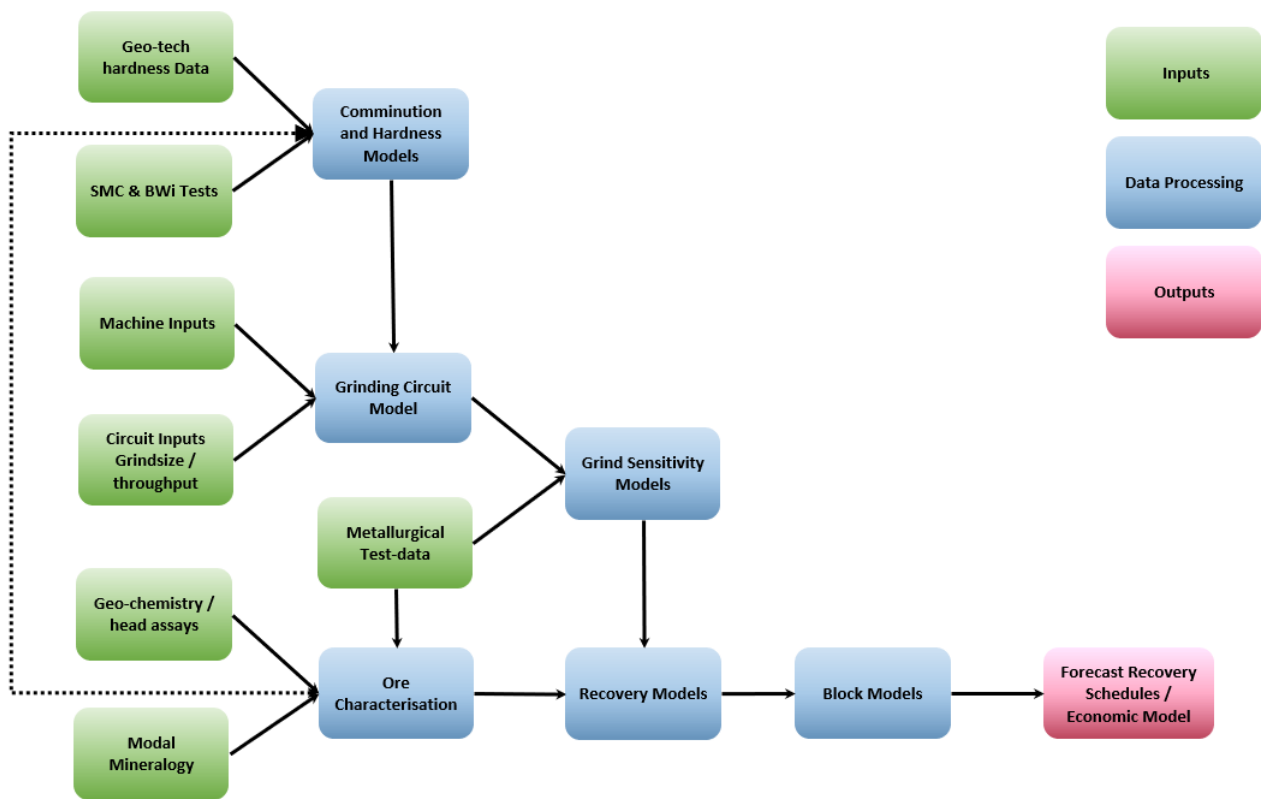 Geo-tech
hardness Data
Inputs
Comminution
and Hardness
Models
SMC & BWi Tests
Data Processing
Machine Inputs
Outputs
Grinding Circuit
Model
Circuit Inputs
Grindsize /
throughput
Grind Sensitivity
Models
Metallurgical
Test-data
Geo-chemistry /
head assays
Ore
Characterisation
Recovery Models
Block Models
Forecast Recovery
Schedules /
Economic Model
Modal
Mineralogy